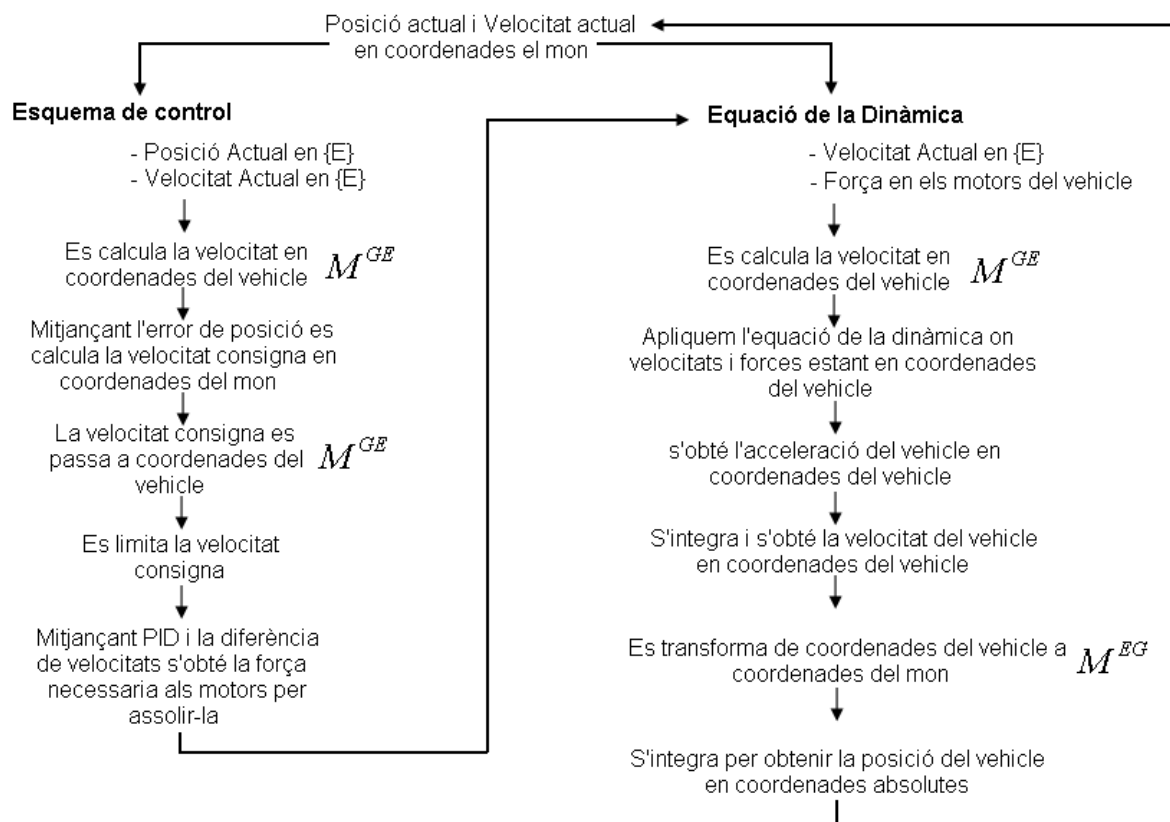 Posició actual i Velocitat actual
en coordenades el mon
Esquema de control
- Posició Actual en {E}
- Velocitat Actual en {E}
Es calcula la velocitat en
coordenades del vehicle M^{GE}
Mitjançant l'error de posició es
calcula la velocitat consigna en
coordenades del mon
La velocitat consigna es
passa a coordenades del M^{GE}
vehicle
Es limita la velocitat
consigna
Mitjançant PID i la diferència
de velocitats s'obté la força
necessaria als motors per
assolir-la
Equació de la Dinàmica
- Velocitat Actual en {E}
- Força en els motors del vehicle
Es calcula la velocitat en
coordenades del vehicle M^{GE}
Apliquem l'equació de la dinàmica on
velocitats i forces estant en coordenades
del vehicle
s'obté l'acceleració del vehicle en
coordenades del vehicle
S'integra i s'obté la velocitat del vehicle
en coordenades del vehicle
Es transforma de coordenades del vehicle a
coordenades del mon M^{EG}
S'integra per obtenir la posició del vehicle
en coordenades absolutes